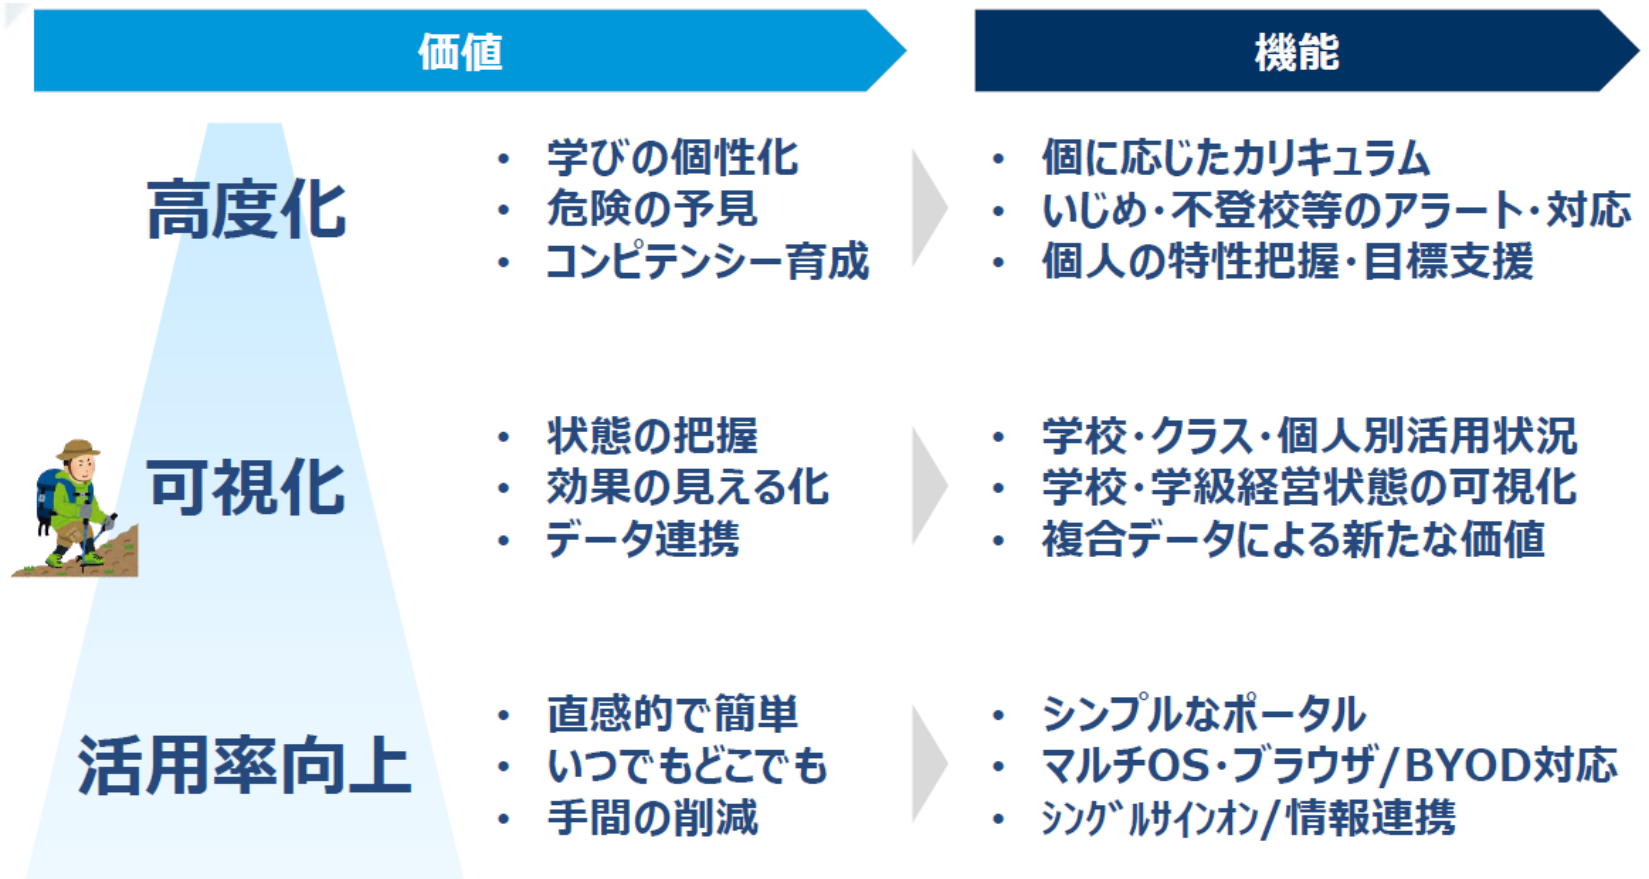 価値
機能
高度化
• 学びの個性化
• 危険の予見
• コンピテンシー育成
• 個に応じたカリキュラム
• いじめ・不登校等のアラート・対応
• 個人の特性把握・目標支援
可視化
• 状態の把握
• 効果の見える化
• データ連携
• 学校・クラス・個人別活用状況
• 学校・学級経営状態の可視化
• 複合データによる新たな価値
活用率向上
• 直感的で簡単
• いつでもどこでも
• 手間の削減
• シンプルなポータル
• マルチOS・ブラウザ/BYOD対応
• ｼﾝｸﾞﾙｻｲﾝｵﾝ/情報連携